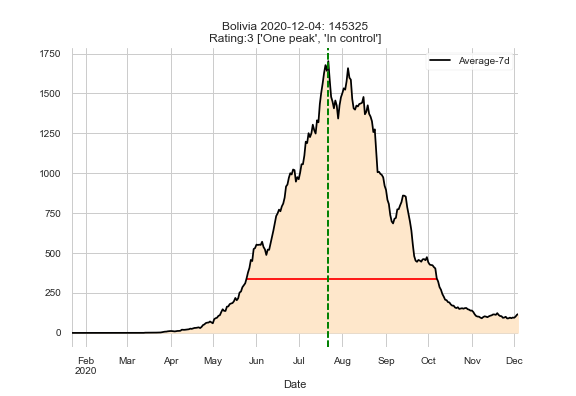 Bolivia 2020-12-04: 145325
Rating:3 ['One peak', 'In control']
Average-7d
1750
1500
1250
1000
750
500
250
0
Feb
2020
Mar
Apr
May
Jun
Jul
Aug
Sep
Oct
Nov
Dec
Date